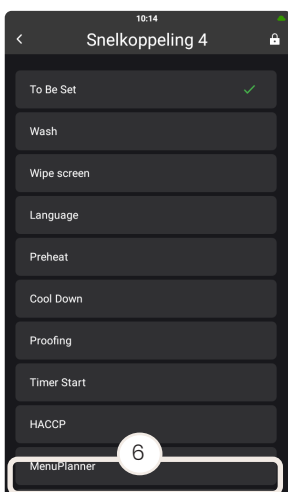 10:14
Snelkoppeling 4
To Be Set
Wash
Wipe screen
Language
Preheat
Cool Down
Proofing
Timer Start
HACCP
6
MenuPlanner